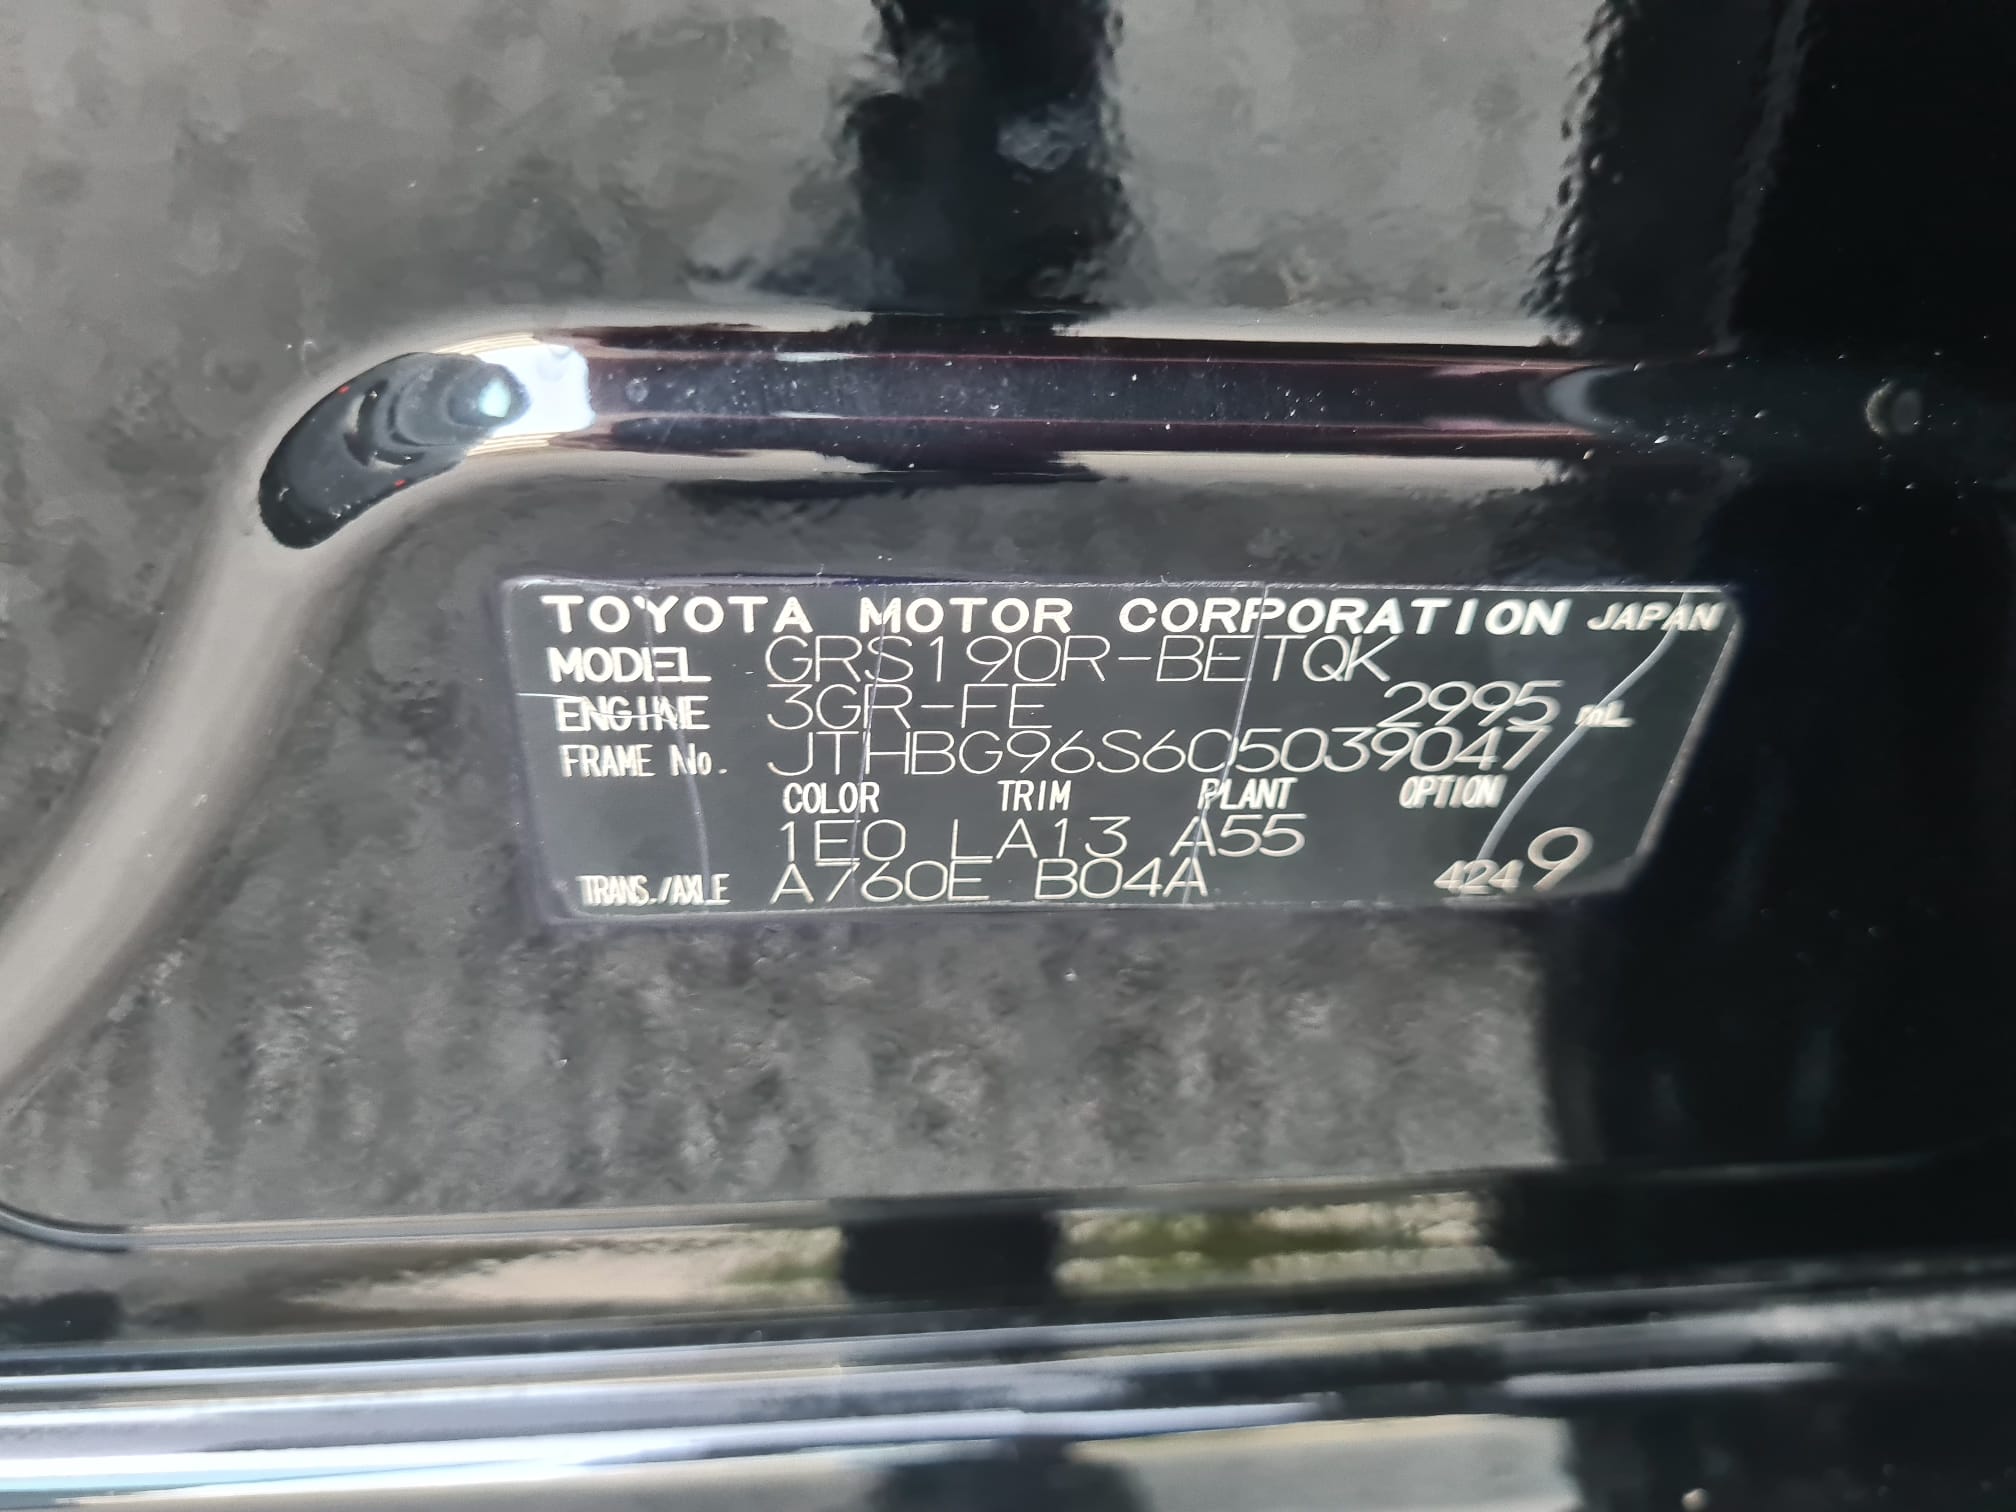 TOYOTA MOTOR CORPORATION JAPAN
MODEL GRS190R-BETQK
ENGINE 3GR-FE 2995 mL
FRAME No. JTHBG96S605039047
COLOR TRIM PLANT OPTION
1E0 LA13 A55
TRANS./AXLE A760E B04A 4249